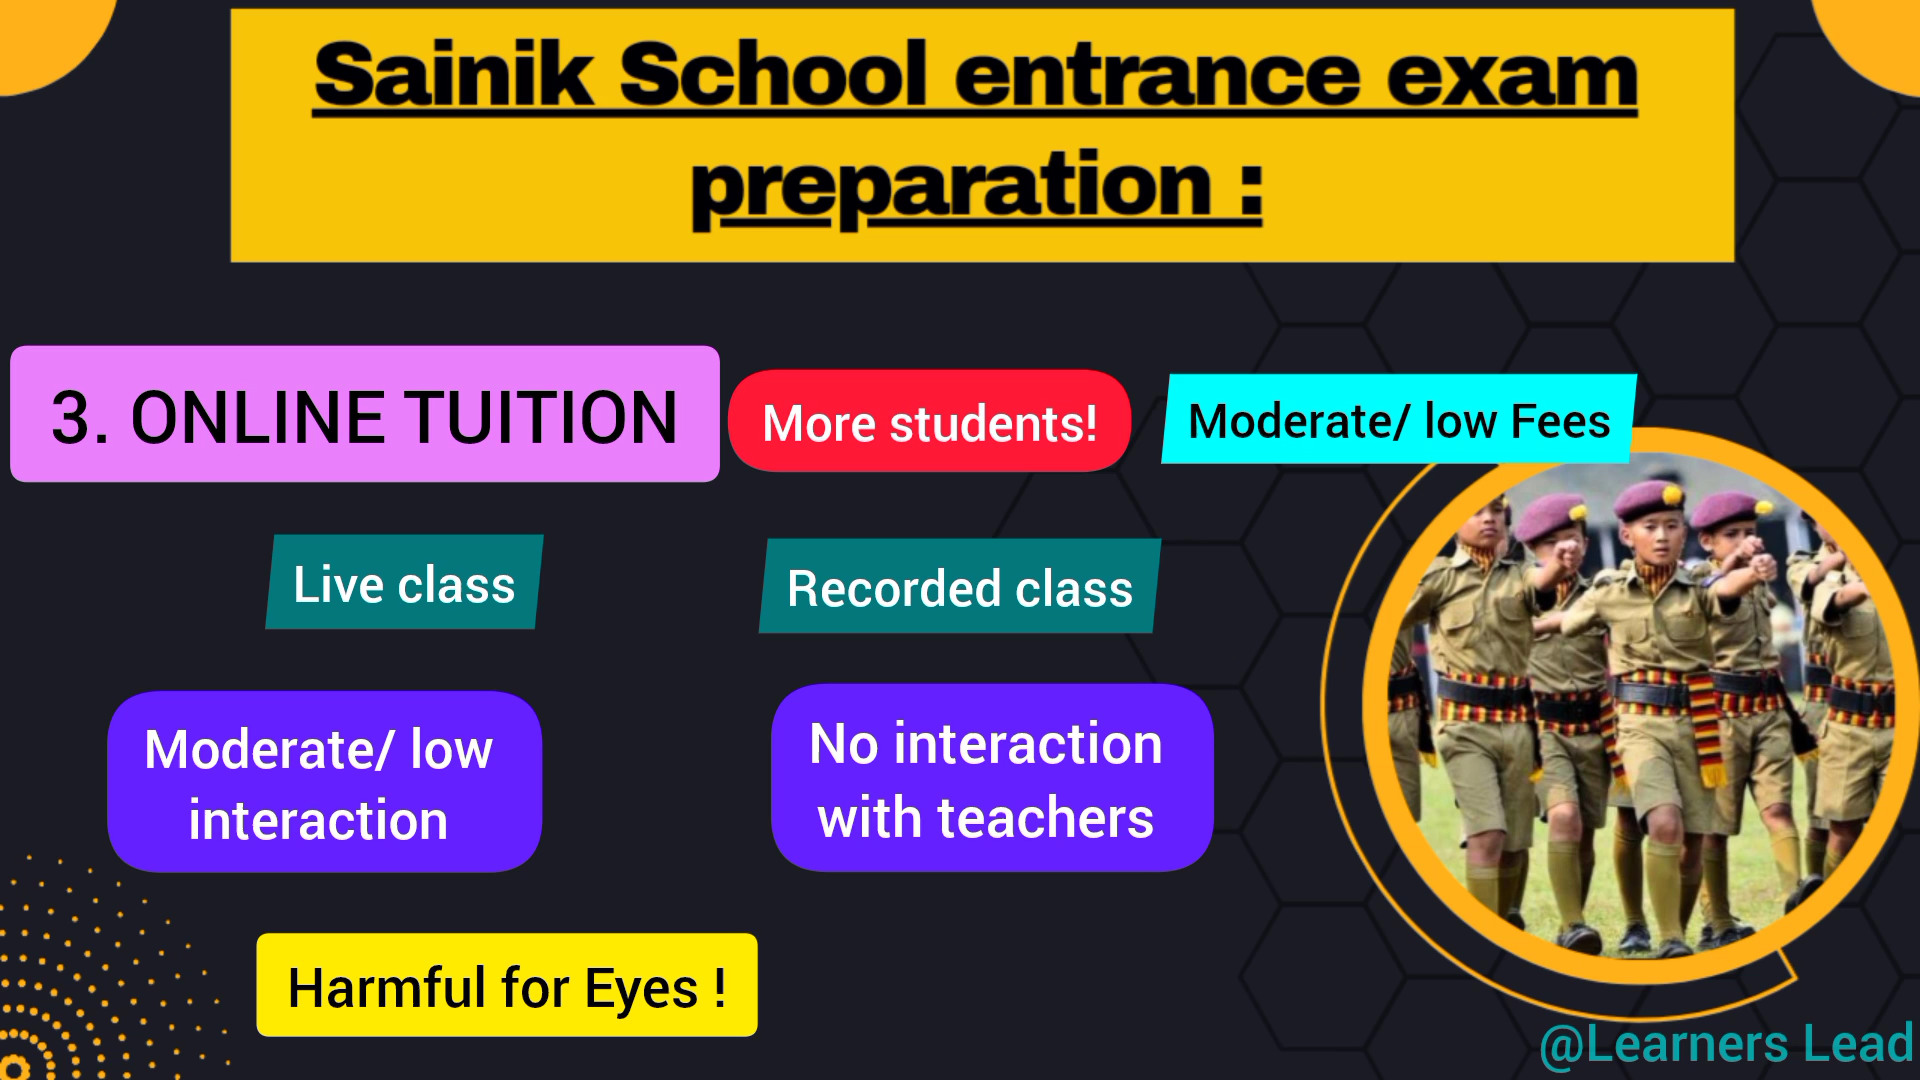 Sainik School entrance exam
preparation :
3. ONLINE TUITION
More students!
Moderate/ low Fees
Live class
Recorded class
Moderate/ low
interaction
No interaction
with teachers
Harmful for Eyes !
@Learners Lead